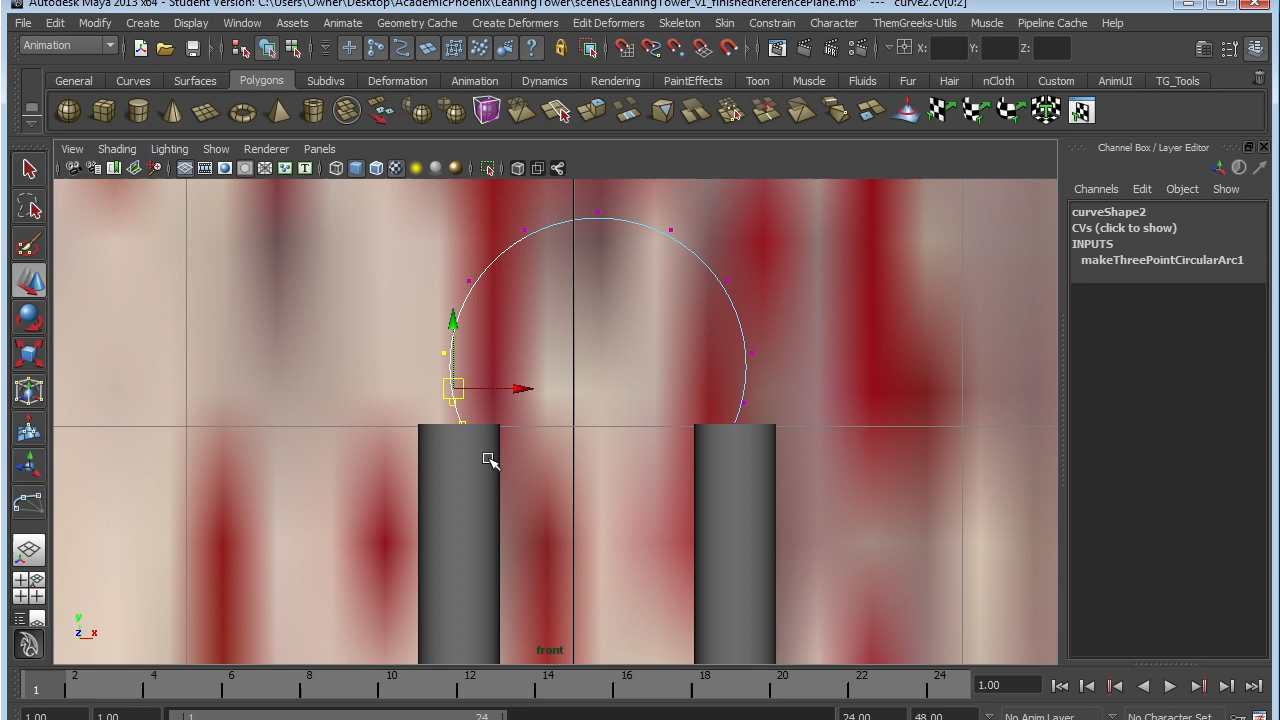 Autodesk Maya 2013 x64 - Student Version: C:\Users\Owner\Desktop\AcademicPhoenix\LeaningTower\scenes\LeaningTower_v1_finishedReferencePlane.mb* --- curve2.cv[0:2]
File Edit Modify Create Display Window Assets Animate Geometry Cache Create Deformers Edit Deformers Skeleton Skin Constrain Character ThemGreeks-Utils Muscle Pipeline Cache Help
Animation X: Y: Z:
General Curves Surfaces Polygons Subdivs Deformation Animation Dynamics Rendering PaintEffects Toon Muscle Fluids Fur Hair nCloth Custom AnimUI TG_Tools
View Shading Lighting Show Renderer Panels
Channel Box / Layer Editor
Channels Edit Object Show
curveShape2
CVs (click to show)
INPUTS
makeThreePointCircularArc1
y
z x
front
2 4 6 8 10 12 14 16 18 20 22 24
1 1.00
1.00 1.00 1 24 24.00 48.00 No Anim Layer No Character Set